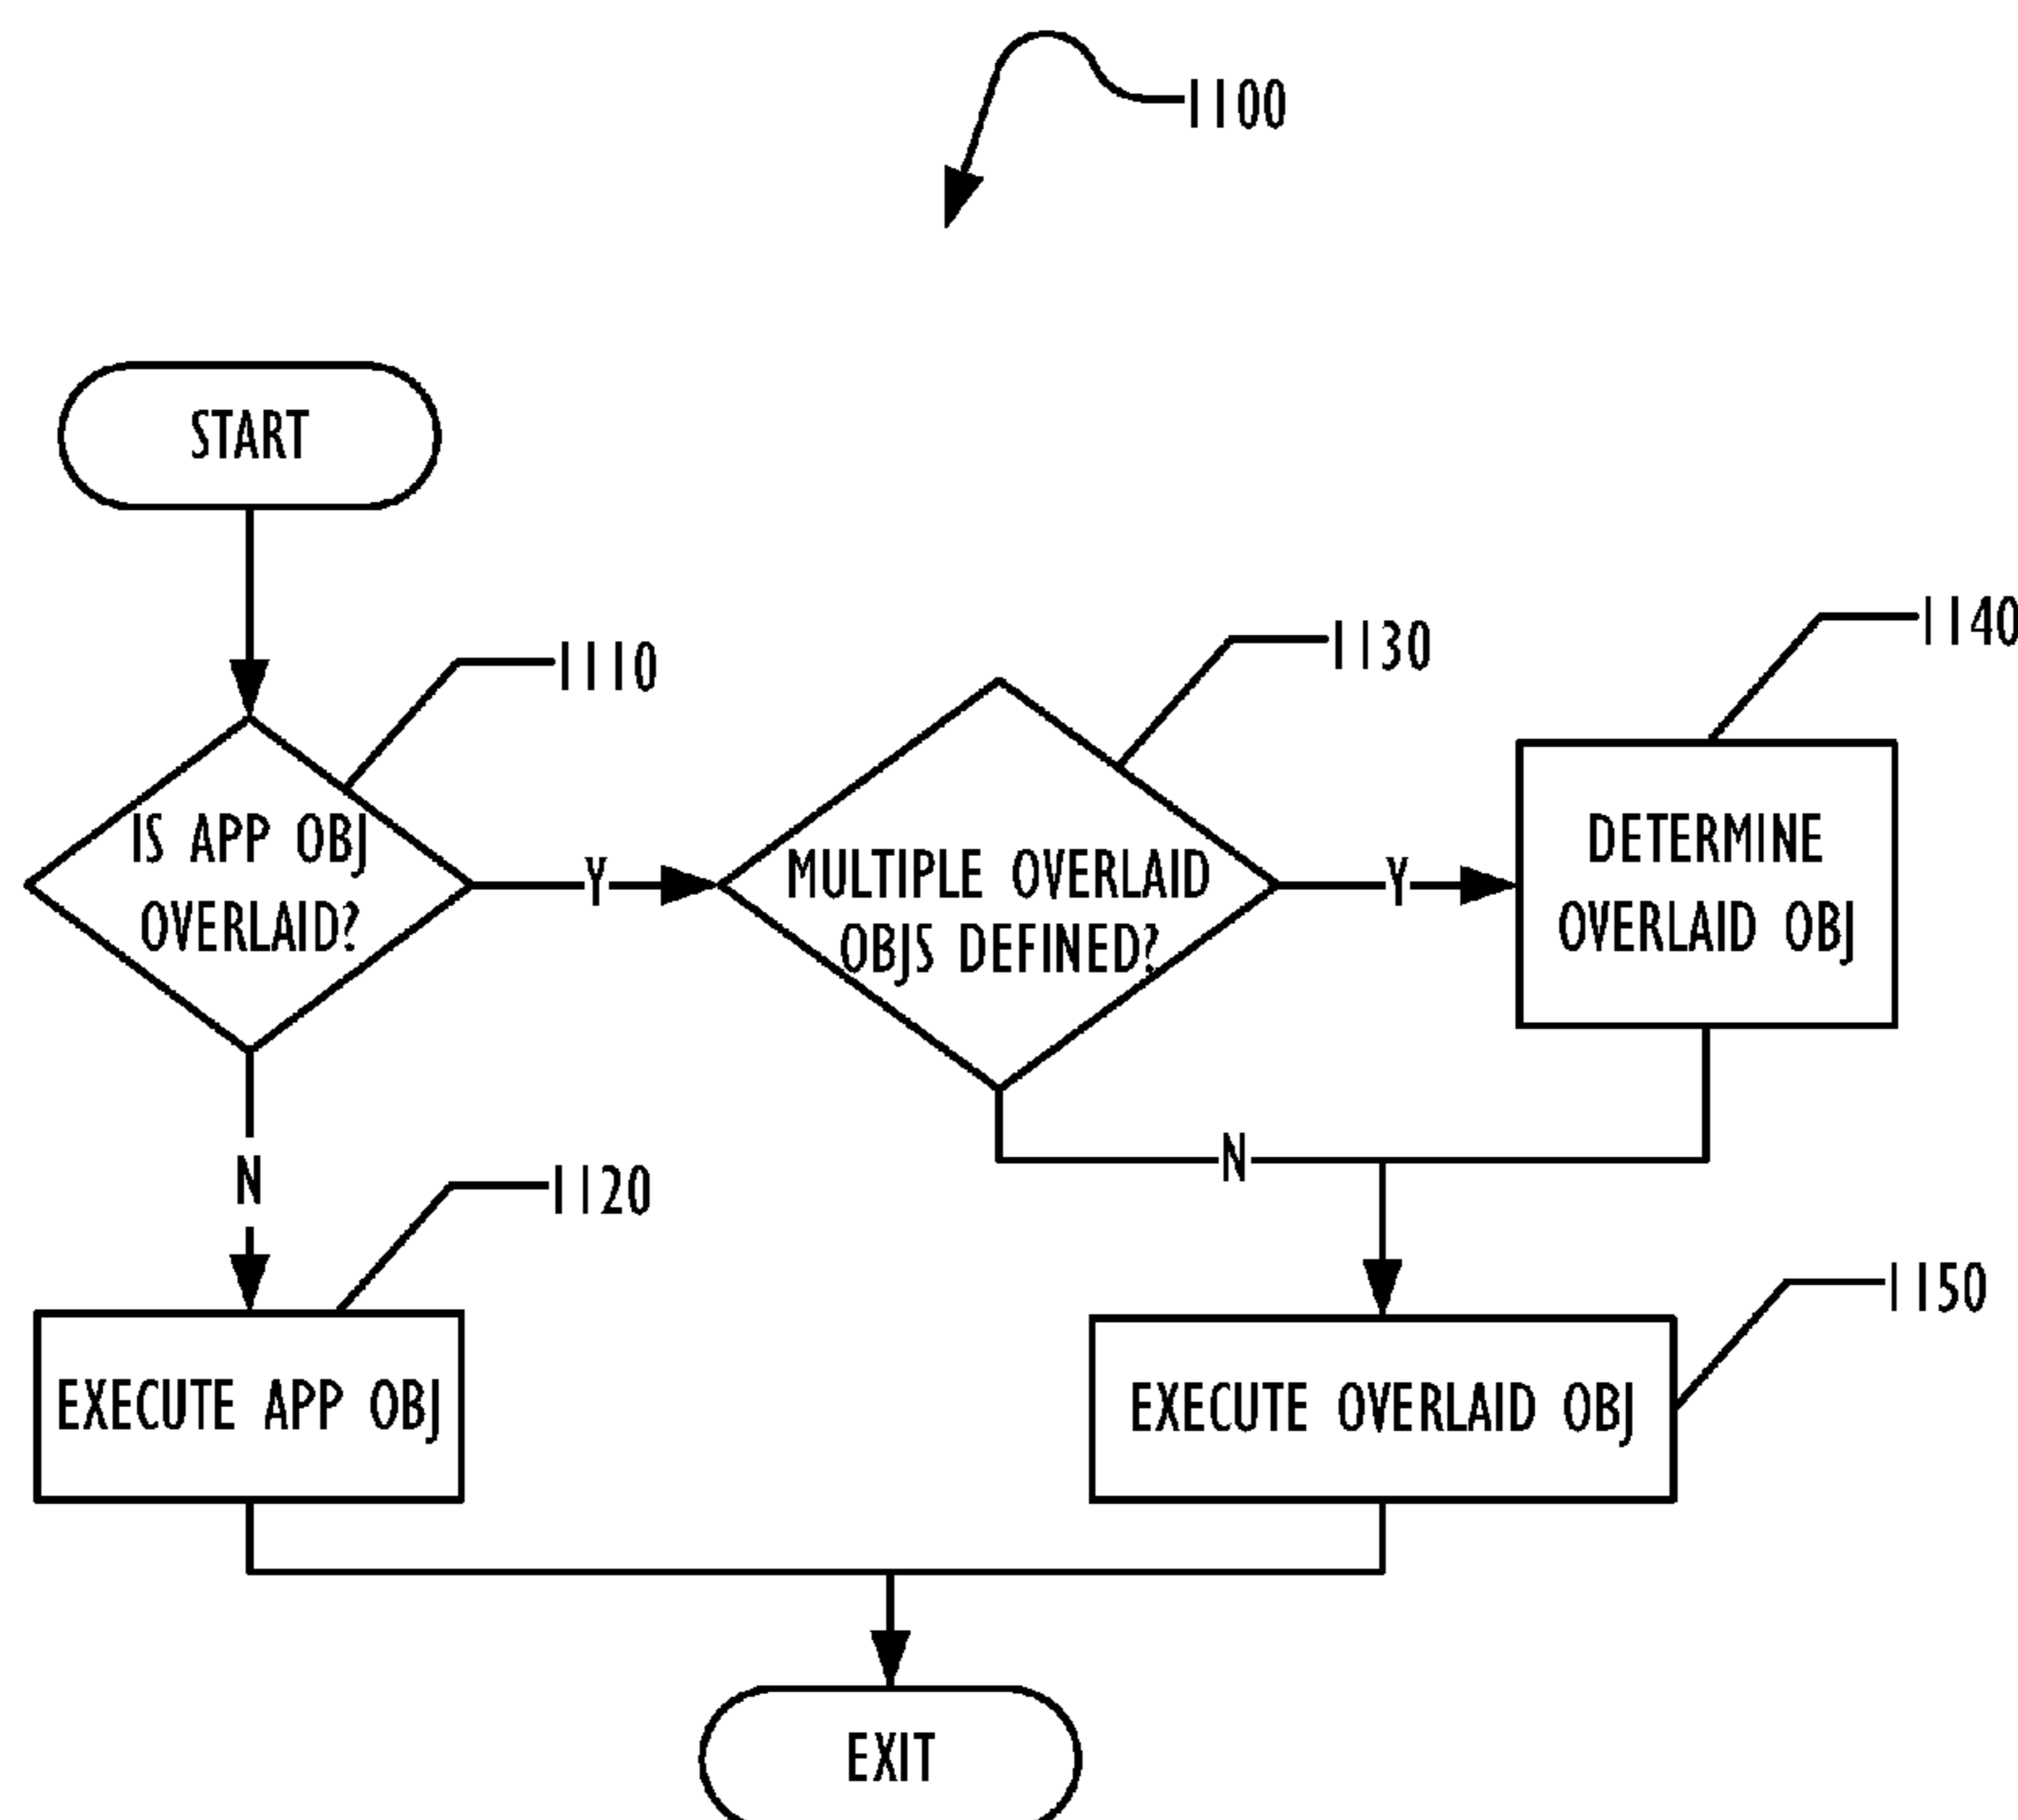 1100
START
1110
1130
1140
IS APP OBJ
OVERLAID?
Y
MULTIPLE OVERLAID
OBJS DEFINED?
Y
DETERMINE
OVERLAID OBJ
N
N
1120
1150
EXECUTE APP OBJ
EXECUTE OVERLAID OBJ
EXIT